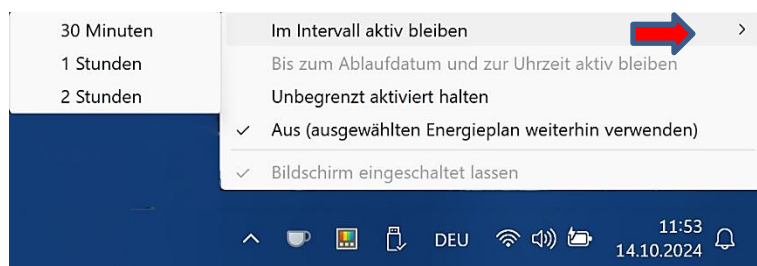 30 Minuten
1 Stunden
2 Stunden
Im Intervall aktiv bleiben
Bis zum Ablaufdatum und zur Uhrzeit aktiv bleiben
Unbegrenzt aktiviert halten
Aus (ausgewählten Energieplan weiterhin verwenden)
Bildschirm eingeschaltet lassen
DEU
11:53
14.10.2024